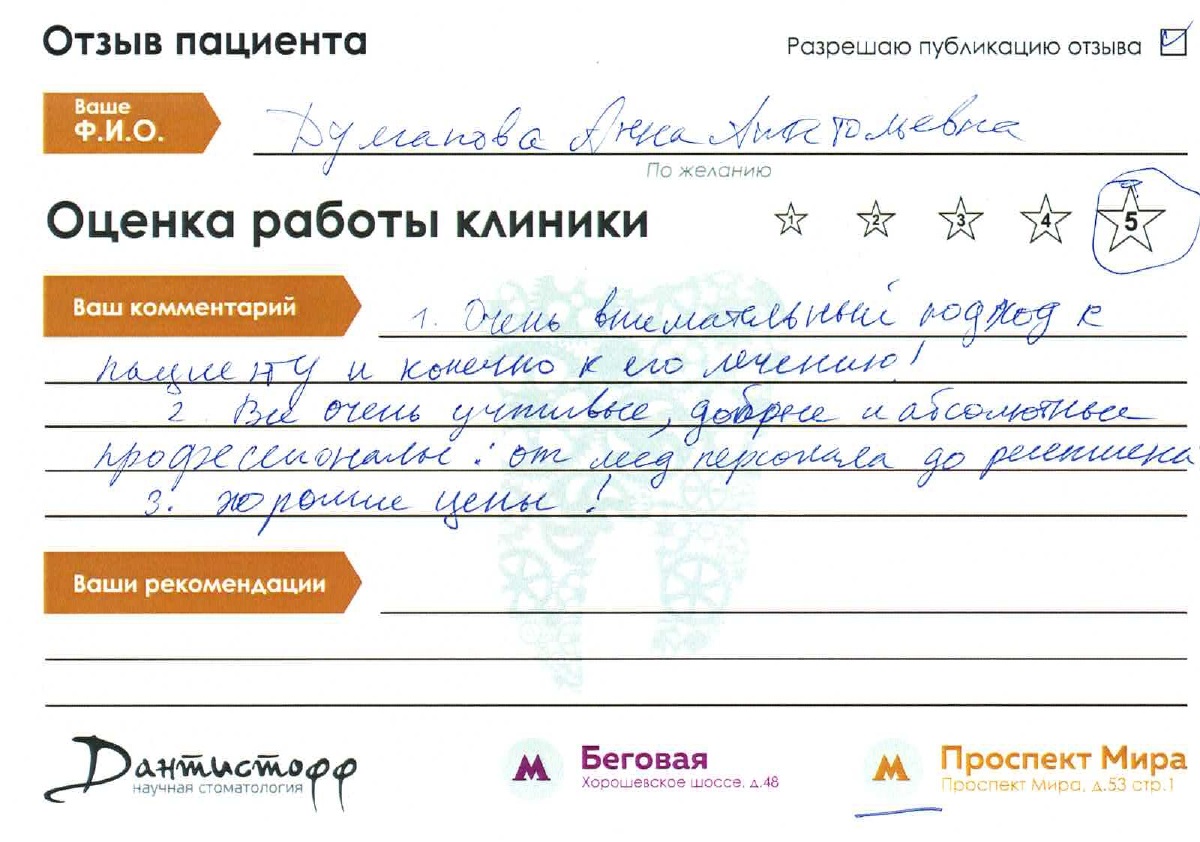 Отзыв пациента
Разрешаю публикацию отзыва
Ваше
Ф.И.О.
Думанова Анна Анатольевна
По желанию
Оценка работы клиники
1 2 3 4 5
Ваш комментарий
1. Очень внимательный подход к
пациенту и конечно к его лечению!
2. Все очень учтивые, добрые и абсолютные
профессионалы: от мед персонала до ресепшена
3. хорошие цены!
Ваши рекомендации
Дантистофф
научная стоматология
М Беговая
Хорошевское шоссе, д.48
М Проспект Мира
Проспект Мира, д.53 стр.1